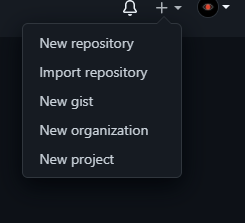 New repository
Import repository
New gist
New organization
New project